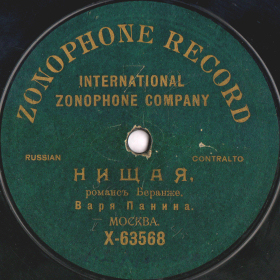 ZONOPHONE RECORD
INTERNATIONAL
ZONOPHONE COMPANY
RUSSIAN
CONTRALTO
НИЩАЯ.
романсъ Беранже.
Варя Панина.
МОСКВА.
X-63568